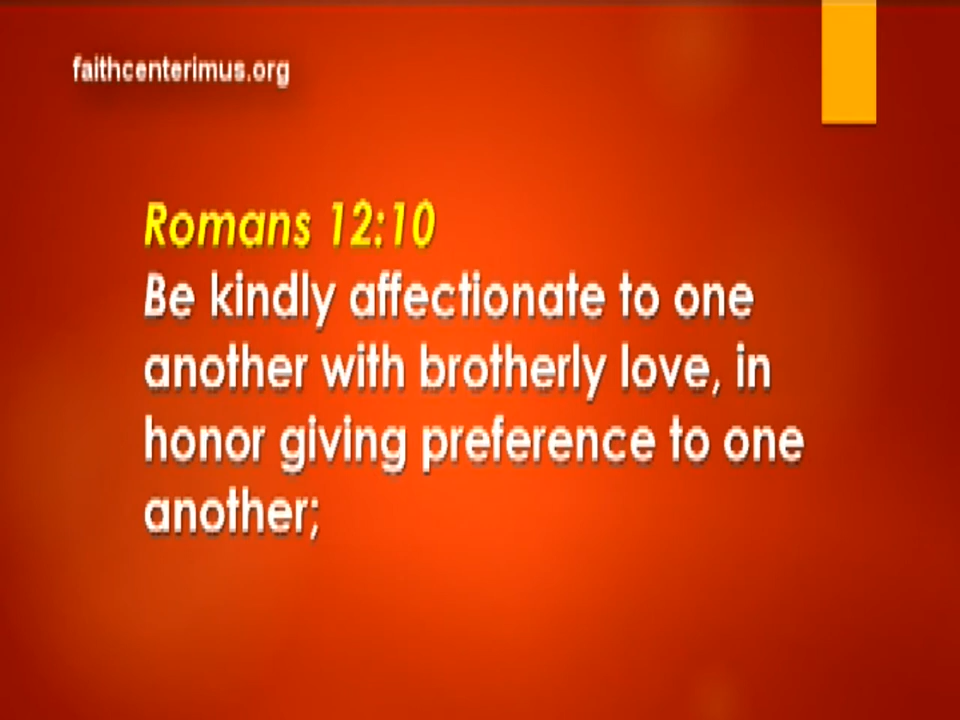 faithcenterimus.org
Romans 12:10
Be kindly affectionate to one
another with brotherly love, in
honor giving preference to one
another;